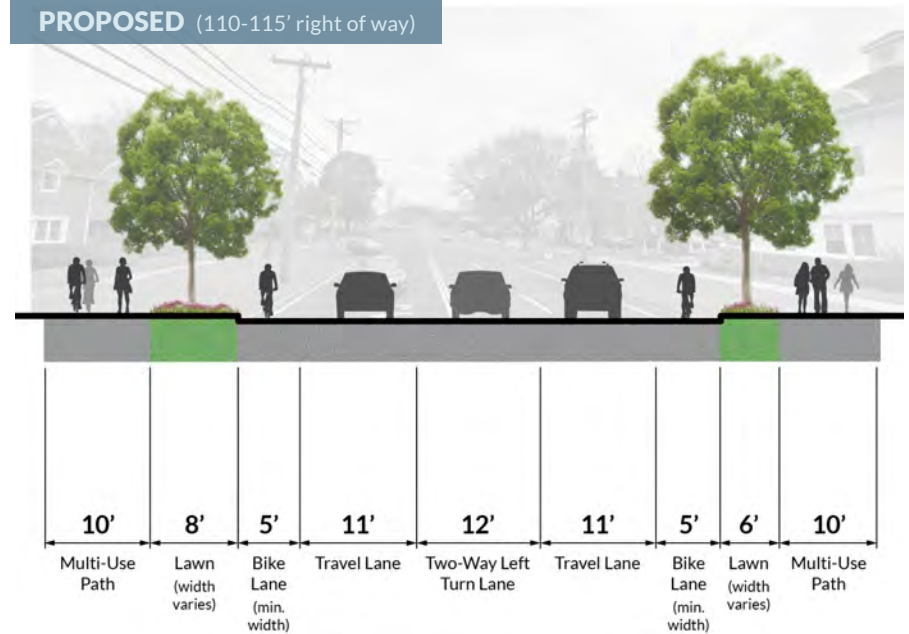 PROPOSED (110-115’ right of way)
10’ 8’ 5’ 11’ 12’ 11’ 5’ 6’ 10’
Multi-Use
Path
Lawn
(width
varies)
Bike
Lane
(min.
width)
Travel Lane
Two-Way Left
Turn Lane
Travel Lane
Bike
Lane
(min.
width)
Lawn
(width
varies)
Multi-Use
Path